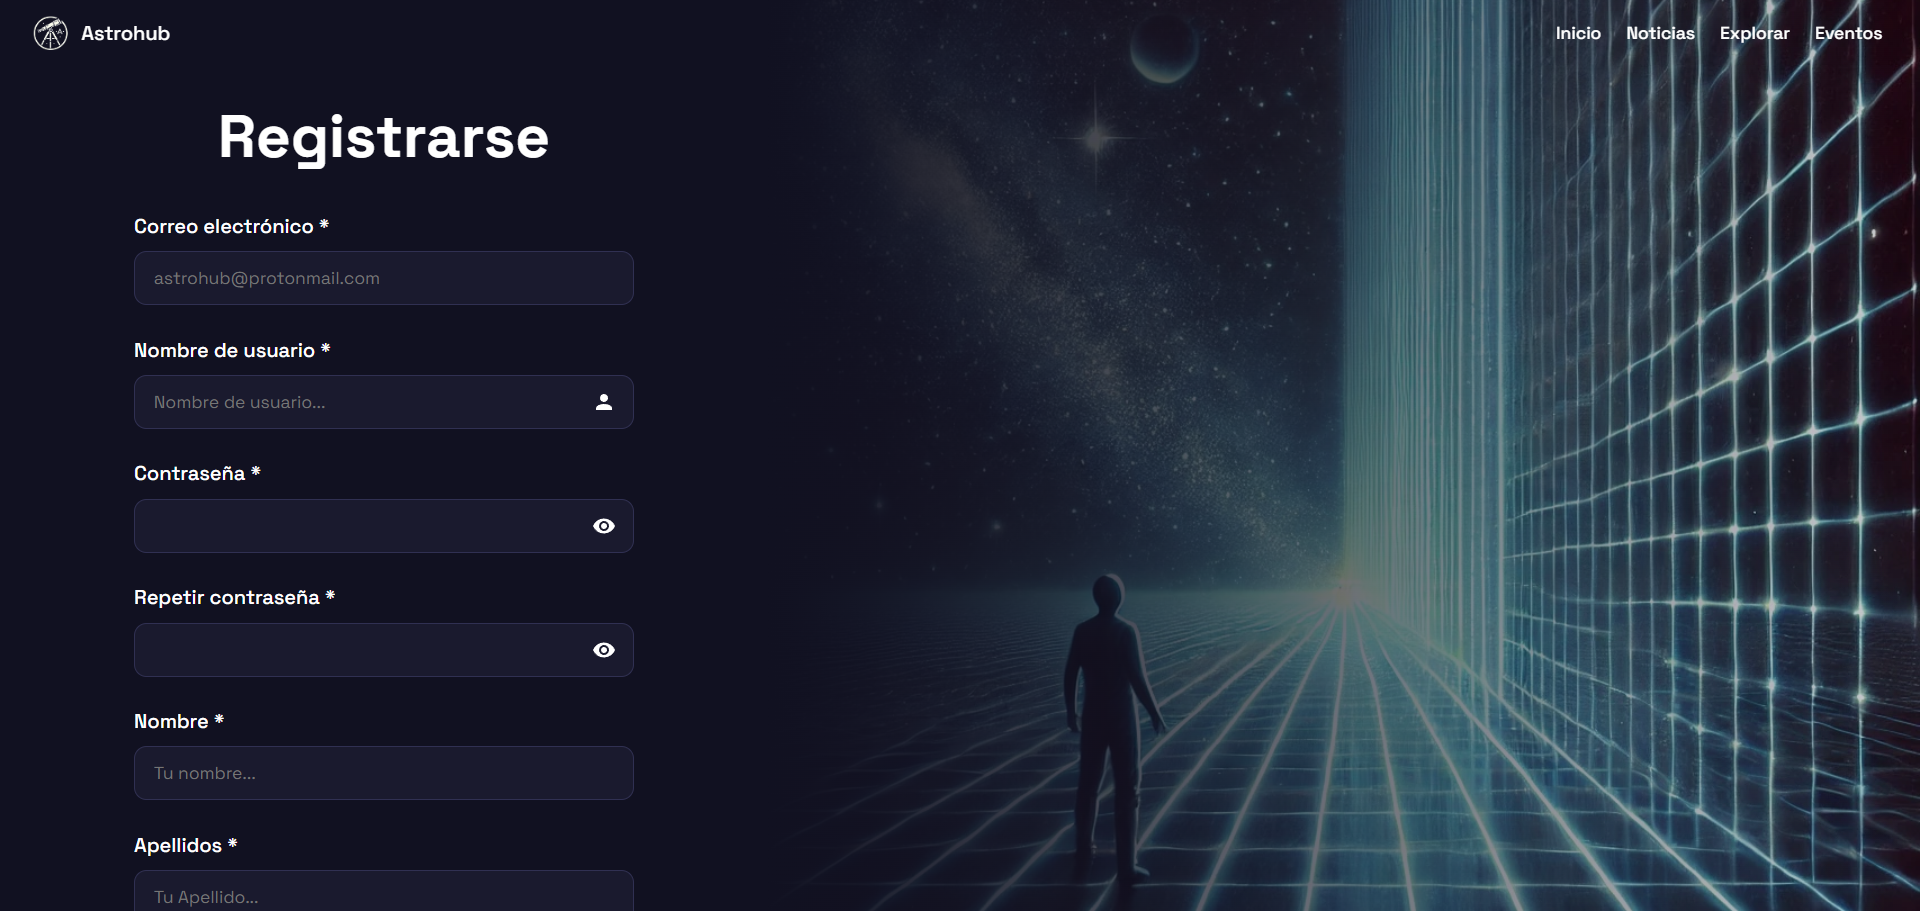 Astrohub
Inicio Noticias Explorar Eventos
Registrarse
Correo electrónico *
astrohub@protonmail.com
Nombre de usuario *
Nombre de usuario...
Contraseña *
Repetir contraseña *
Nombre *
Tu nombre...
Apellidos *
Tu Apellido...